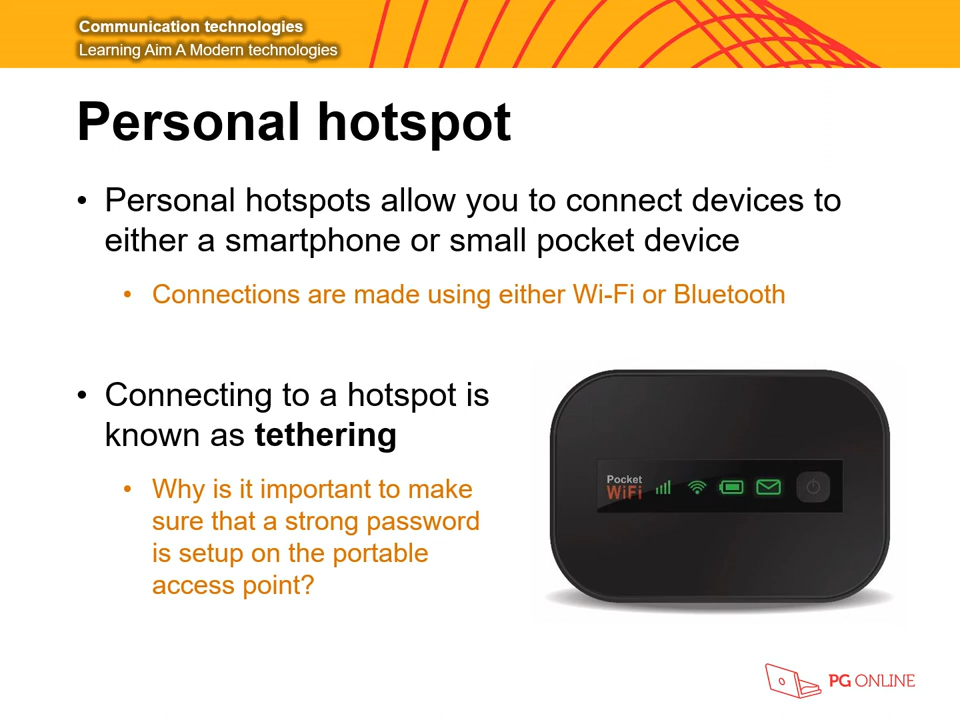 Communication technologies
Learning Aim A Modern technologies
Personal hotspot
• Personal hotspots allow you to connect devices to
either a smartphone or small pocket device
• Connections are made using either Wi-Fi or Bluetooth
• Connecting to a hotspot is
known as tethering
• Why is it important to make
sure that a strong password
is setup on the portable
access point?
Pocket
WiFi
PG ONLINE